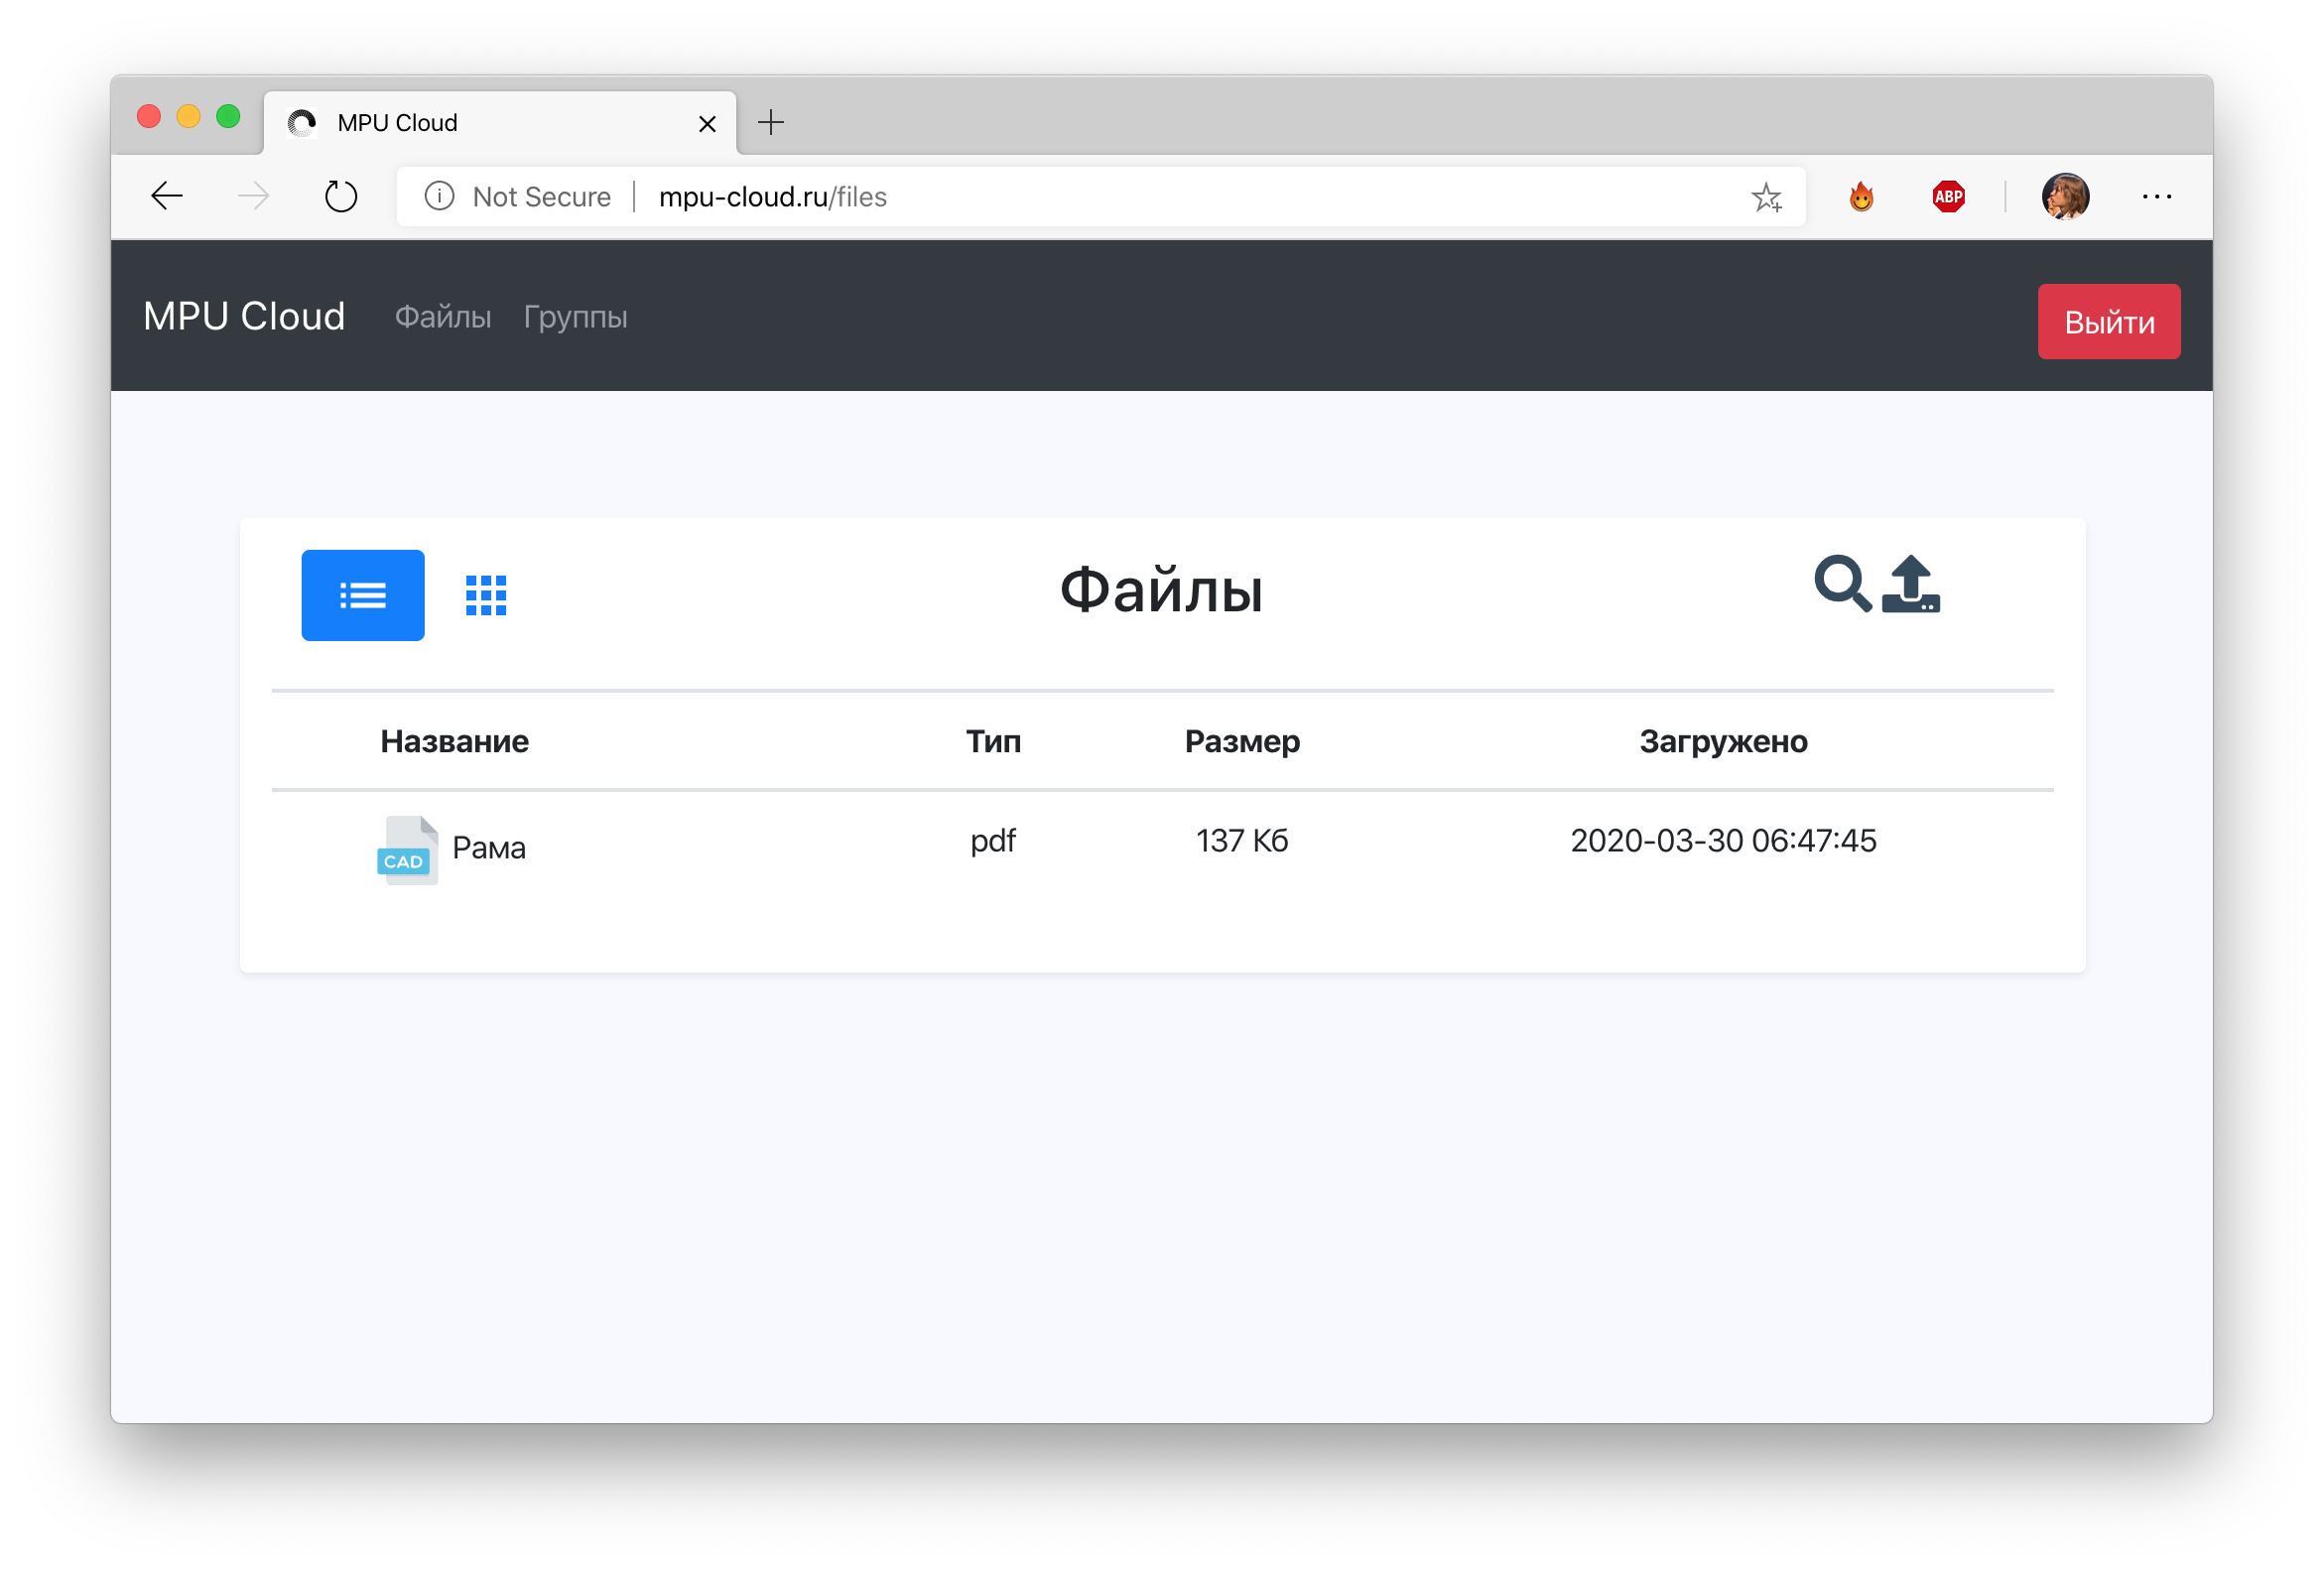 MPU Cloud
Not Secure mpu-cloud.ru/files ABP
MPU Cloud Файлы Группы Выйти
Файлы
Название Тип Размер Загружено
CAD Рама pdf 137 Кб 2020-03-30 06:47:45